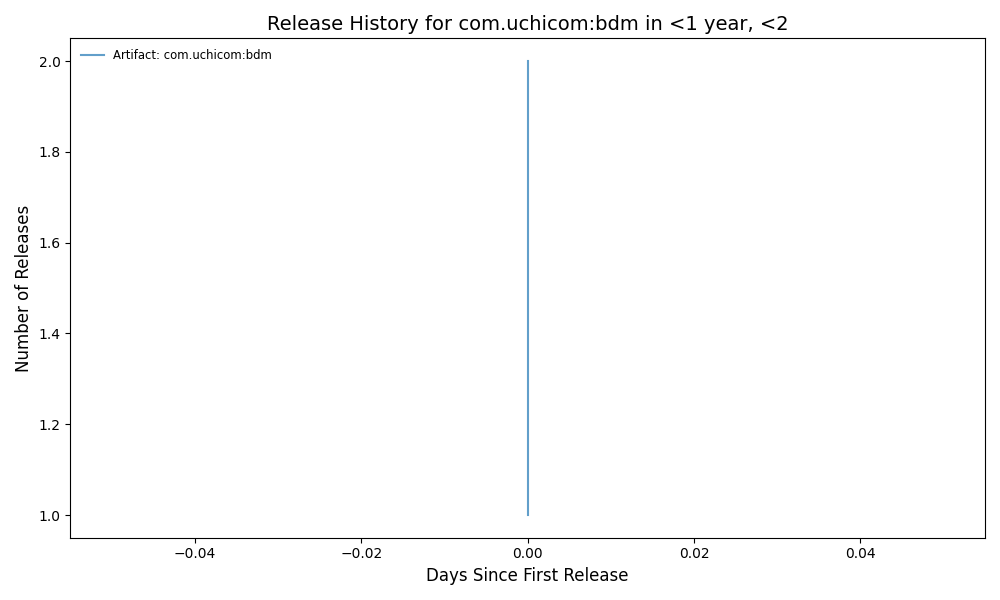 Release History for com.uchicom:bdm in <1 year, <2
Artifact: com.uchicom:bdm
Number of Releases
2.0
1.8
1.6
1.4
1.2
1.0
−0.04 −0.02 0.00 0.02 0.04
Days Since First Release